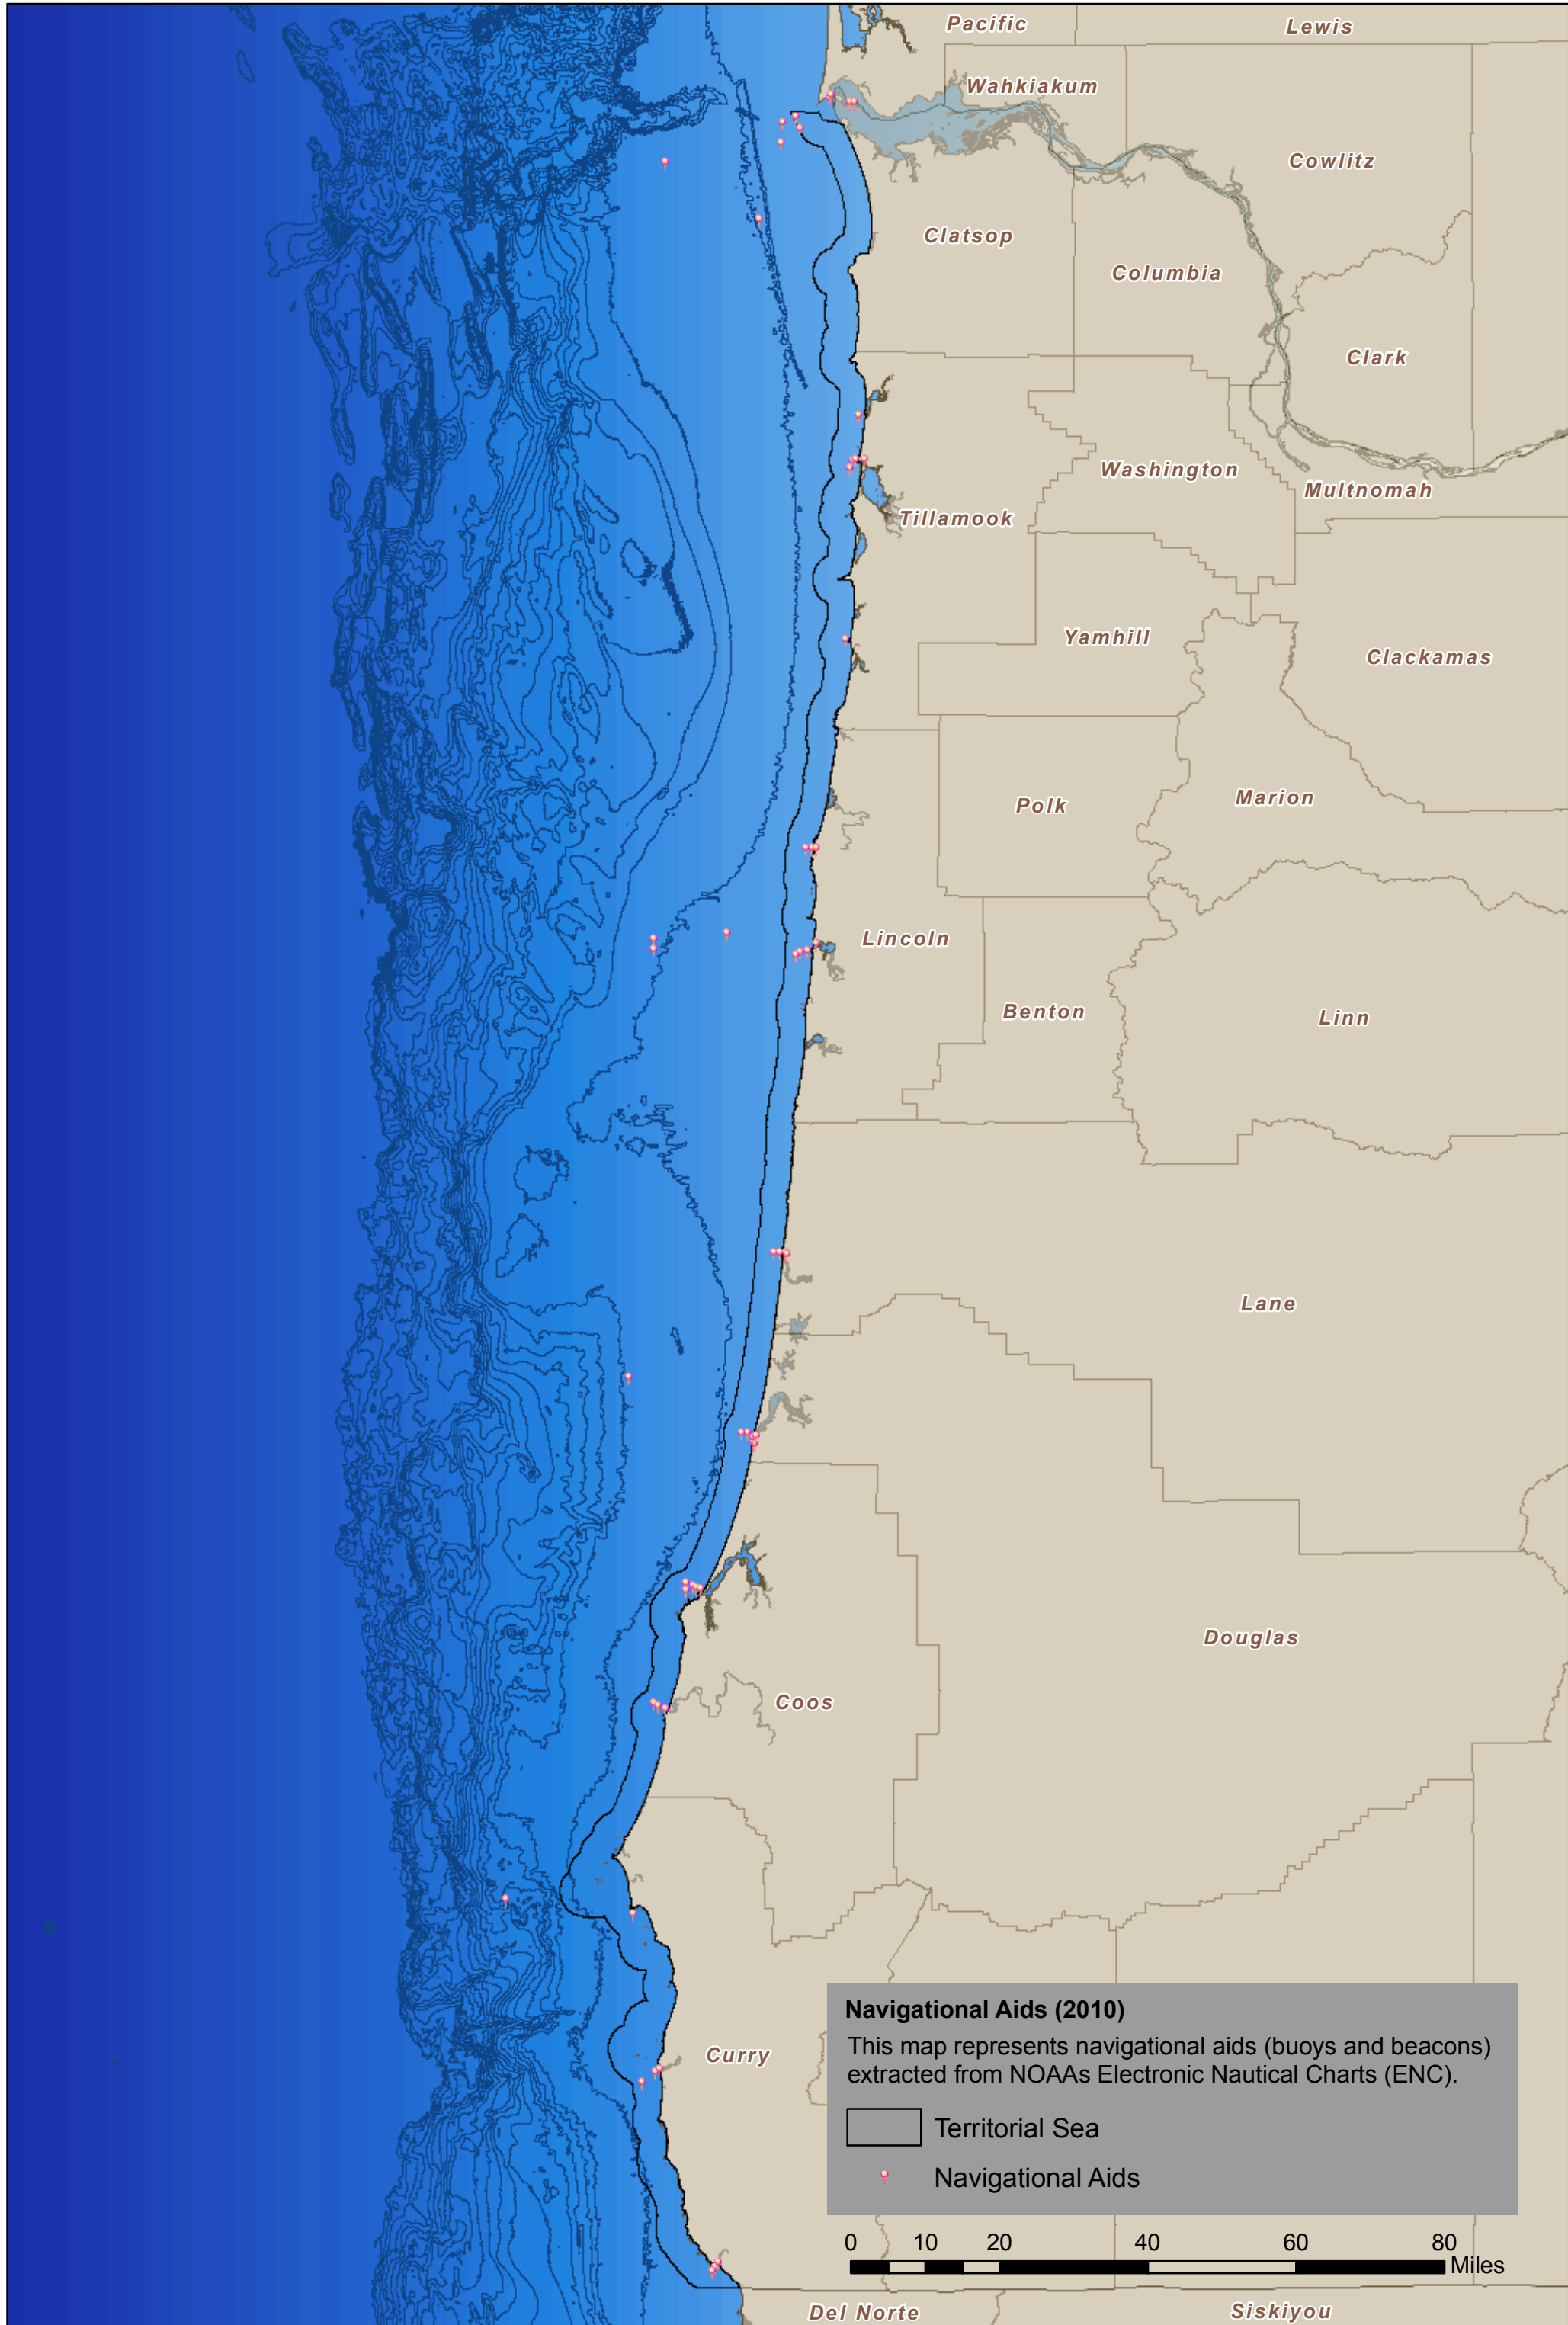 Pacific
Lewis
Wahkiakum
Cowlitz
Clatsop
Columbia
Clark
Washington
Multnomah
Tillamook
Yamhill
Clackamas
Polk
Marion
Lincoln
Benton
Linn
Lane
Douglas
Coos
Curry
Navigational Aids (2010)
This map represents navigational aids (buoys and beacons)
extracted from NOAAs Electronic Nautical Charts (ENC).
Territorial Sea
Navigational Aids
0 10 20 40 60 80
Miles
Del Norte
Siskiyou